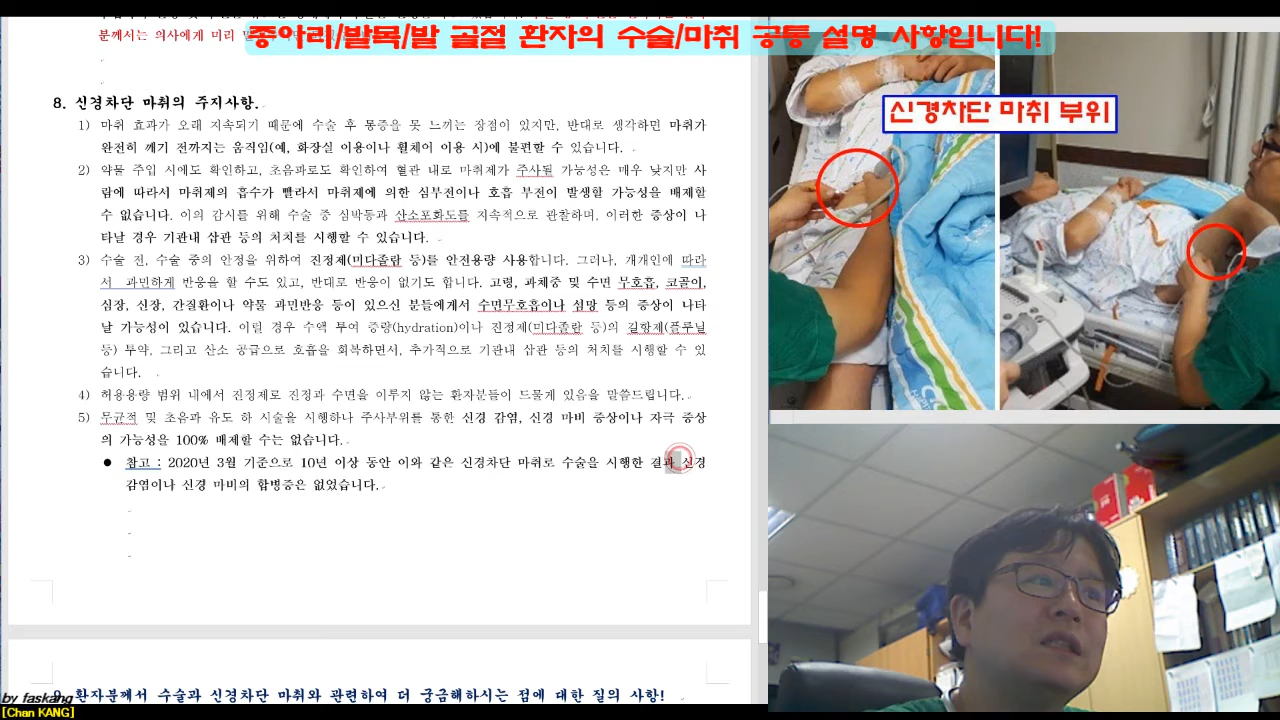 분께서는 의사에게 미리
종아리/발목/발 골절 환자의 수술/마취 공통 설명 사항입니다!
8. 신경차단 마취의 주지사항.
1) 마취 효과가 오래 지속되기 때문에 수술 후 통증을 못 느끼는 장점이 있지만, 반대로 생각하면 마취가
완전히 깨기 전까지는 움직임(예, 화장실 이용이나 휠체어 이용 시)에 불편할 수 있습니다.
2) 약물 주입 시에도 확인하고, 초음파로도 확인하여 혈관 내로 마취제가 주사될 가능성은 매우 낮지만 사
람에 따라서 마취제의 흡수가 빨라서 마취제에 의한 심부전이나 호흡 부전이 발생할 가능성을 배제할
수 없습니다. 이의 감시를 위해 수술 중 심박동과 산소포화도를 지속적으로 관찰하며, 이러한 증상이 나
타날 경우 기관내 삽관 등의 처치를 시행할 수 있습니다.
3) 수술 전, 수술 중의 안정을 위하여 진정제(미다졸람 등)를 안전용량 사용합니다. 그러나, 개개인에 따라
서 과민하게 반응을 할 수도 있고, 반대로 반응이 없기도 합니다. 고령, 과체중 및 수면 무호흡, 코골이,
심장, 신장, 간질환이나 약물 과민반응 등이 있으신 분들에게서 수면무호흡이나 섬망 등의 증상이 나타
날 가능성이 있습니다. 이럴 경우 수액 투여 증량(hydration)이나 진정제(미다졸람 등)의 길항제(플루닐
등) 투약, 그리고 산소 공급으로 호흡을 회복하면서, 추가적으로 기관내 삽관 등의 처치를 시행할 수 있
습니다.
4) 허용용량 범위 내에서 진정제로 진정과 수면을 이루지 않는 환자분들이 드물게 있음을 말씀드립니다.
5) 무균적 및 초음파 유도 하 시술을 시행하나 주사부위를 통한 신경 감염, 신경 마비 증상이나 자극 증상
의 가능성을 100% 배제할 수는 없습니다.
● 참고 : 2020년 3월 기준으로 10년 이상 동안 이와 같은 신경차단 마취로 수술을 시행한 결과 신경
감염이나 신경 마비의 합병증은 없었습니다.
신경차단 마취 부위
환자분께서 수술과 신경차단 마취와 관련하여 더 궁금해하시는 점에 대한 질의 사항!
by faskang
[Chan KANG]